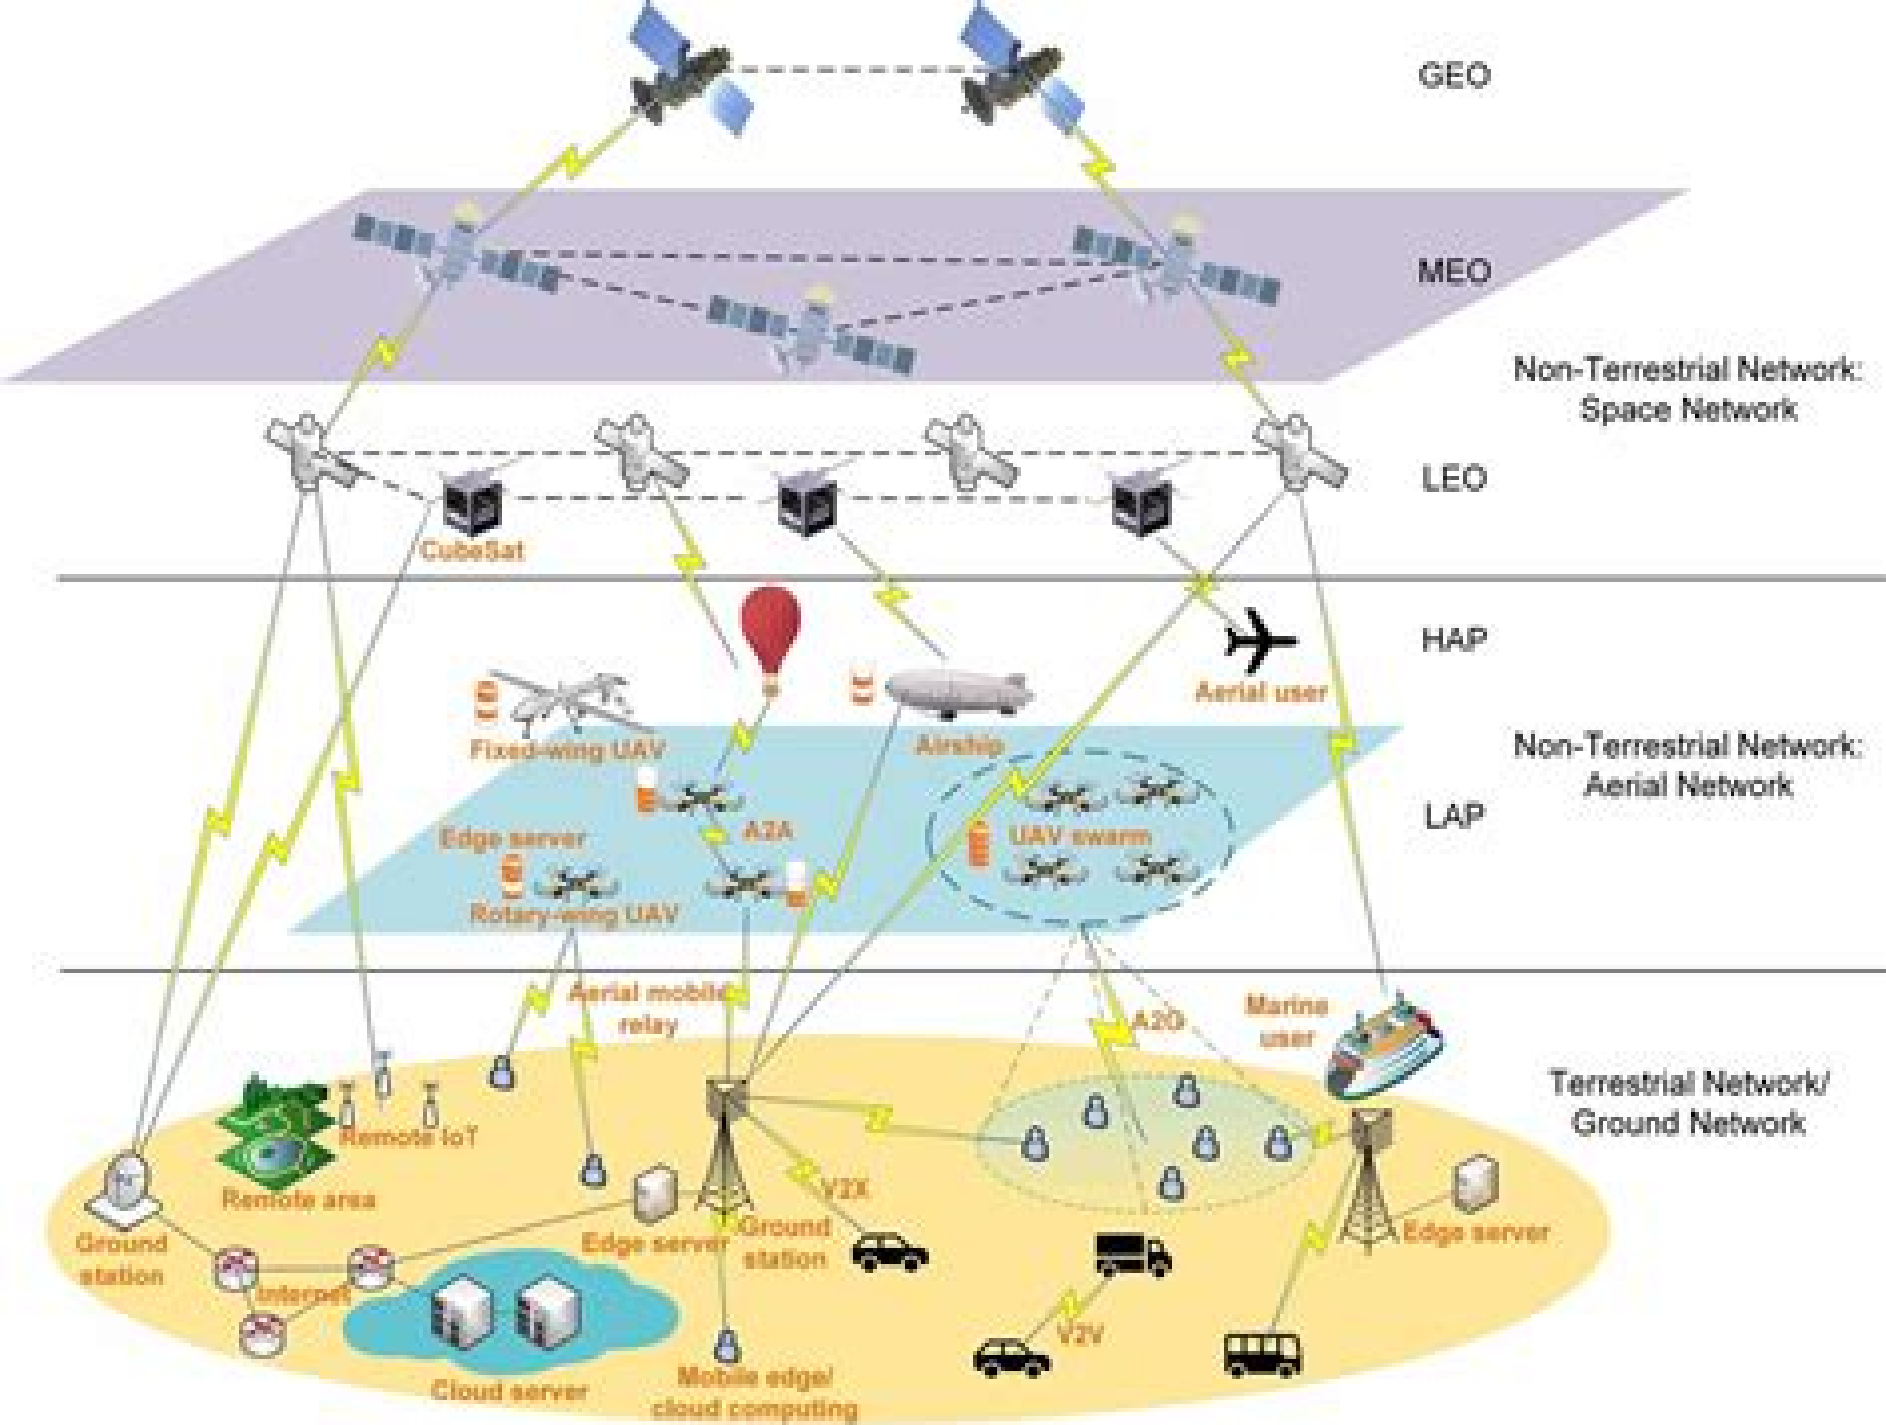 GEO
MEO
Non-Terrestrial Network:
Space Network
LEO
CubeSat
HAP
Aerial user
Fixed-wing UAV
Airship
Non-Terrestrial Network:
Aerial Network
LAP
A2A
Edge server
UAV swarm
Rotary-wing UAV
Aerial mobile
relay
A2G
Marine
user
Terrestrial Network/
Ground Network
Remote IoT
Remote area
V2X
Ground
station
Edge server
Edge server
Ground
station
Internet
V2V
Cloud server
Mobile edge/
cloud computing